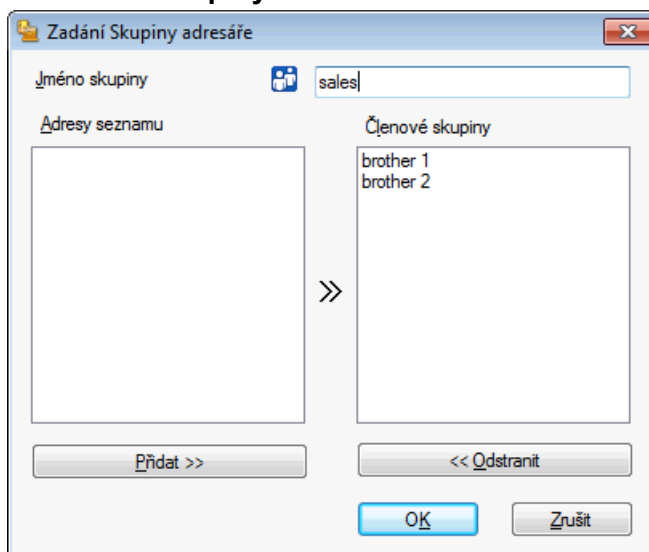 Zadání Skupiny adresáře
Jméno skupiny
sales
Adresy seznamu
Členové skupiny
brother 1
brother 2
>>
Přidat >>
<< Odstranit
OK
Zrušit